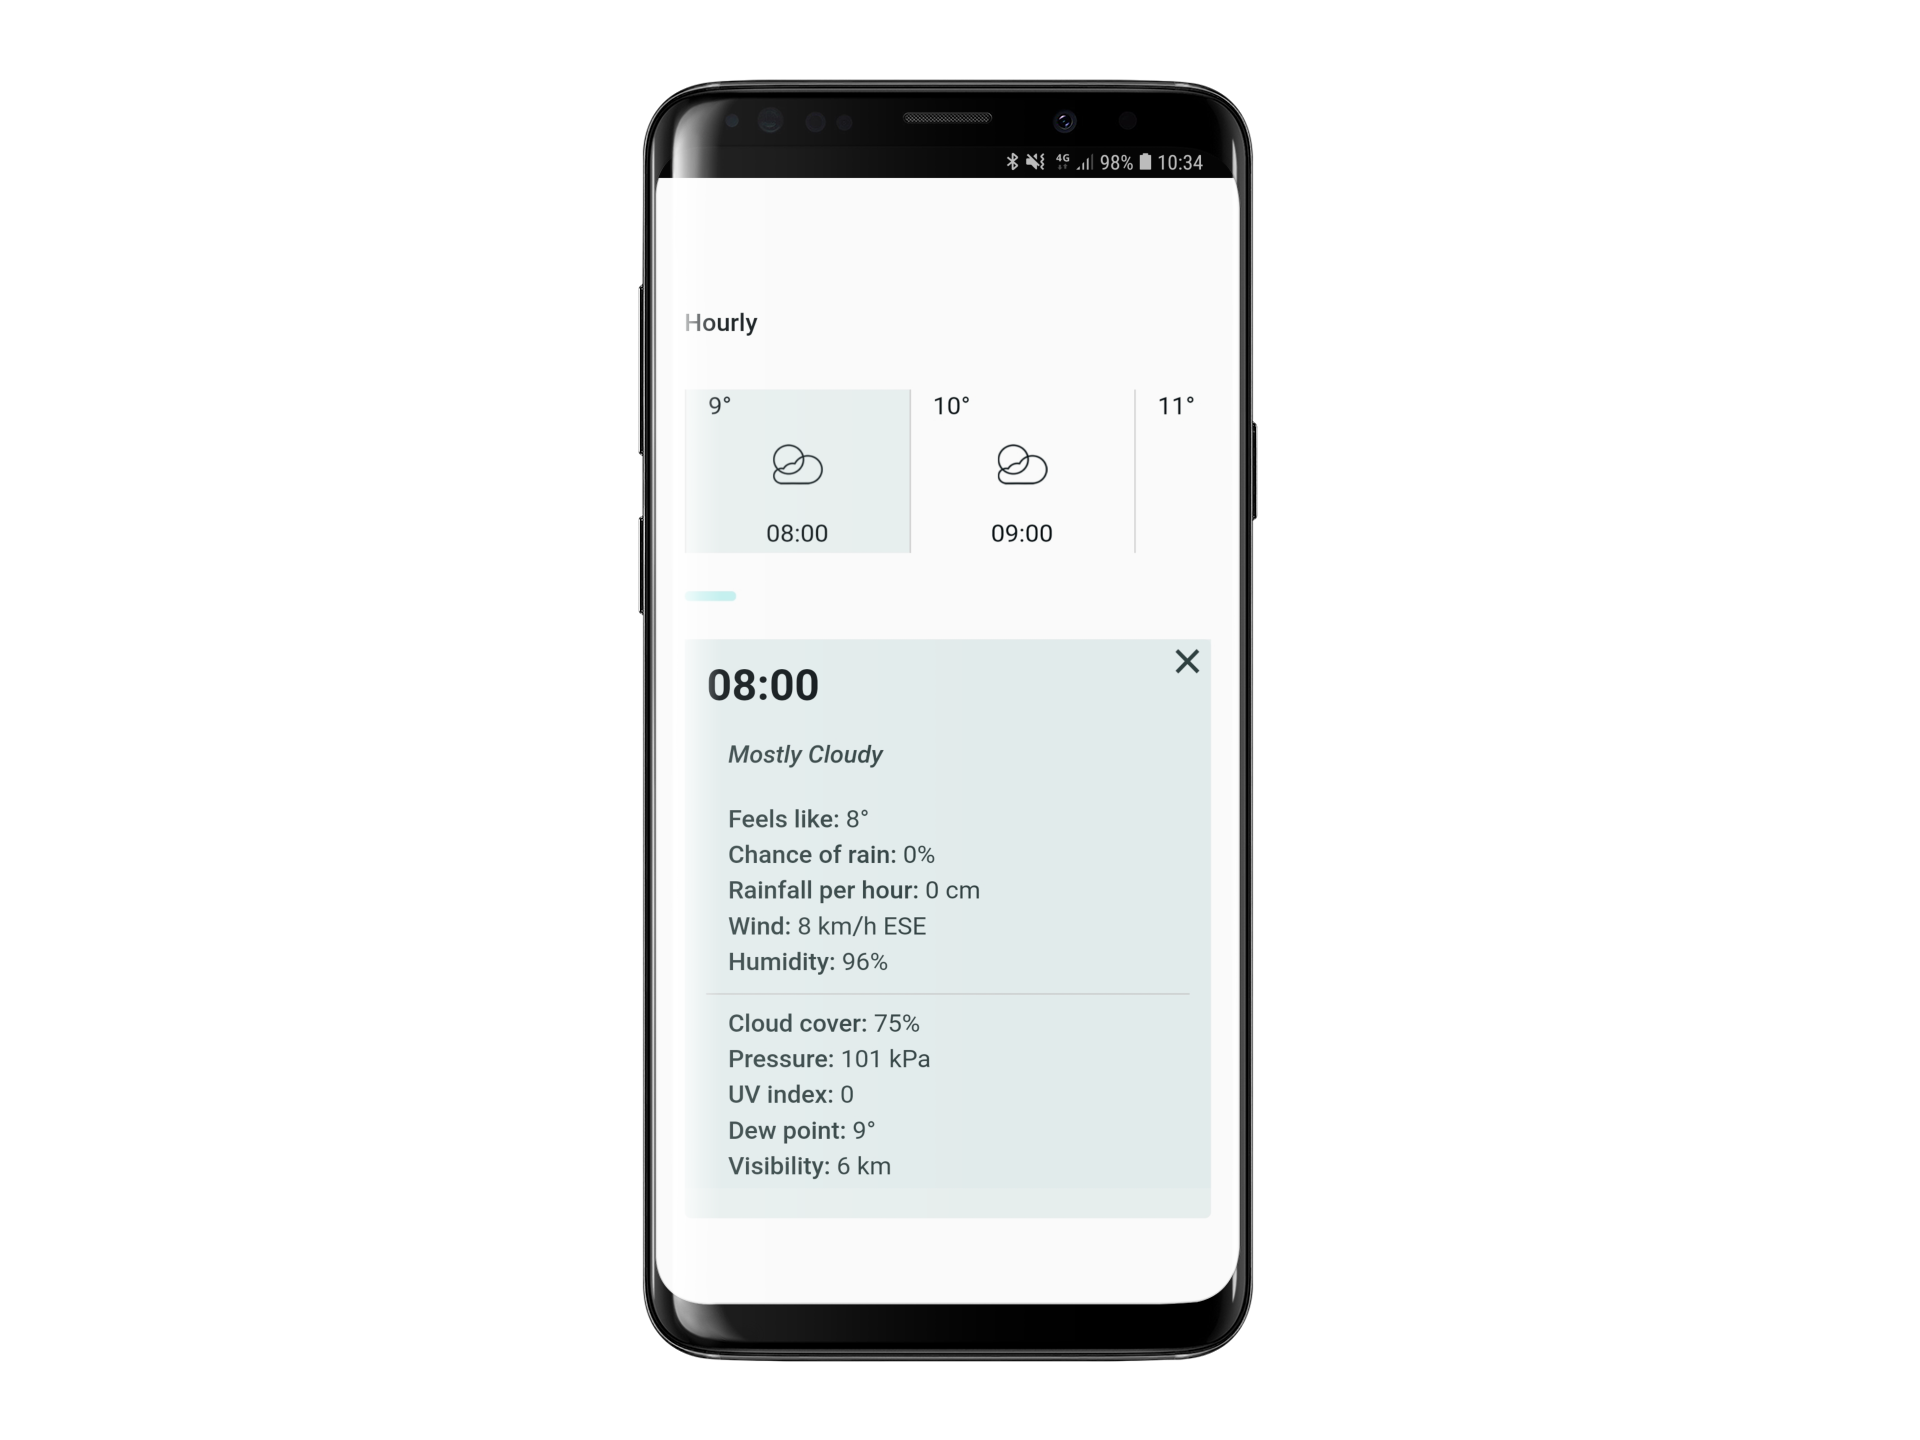 4G 98% 10:34
Hourly
9° 10° 11°
08:00 09:00
08:00
Mostly Cloudy
Feels like: 8°
Chance of rain: 0%
Rainfall per hour: 0 cm
Wind: 8 km/h ESE
Humidity: 96%
Cloud cover: 75%
Pressure: 101 kPa
UV index: 0
Dew point: 9°
Visibility: 6 km